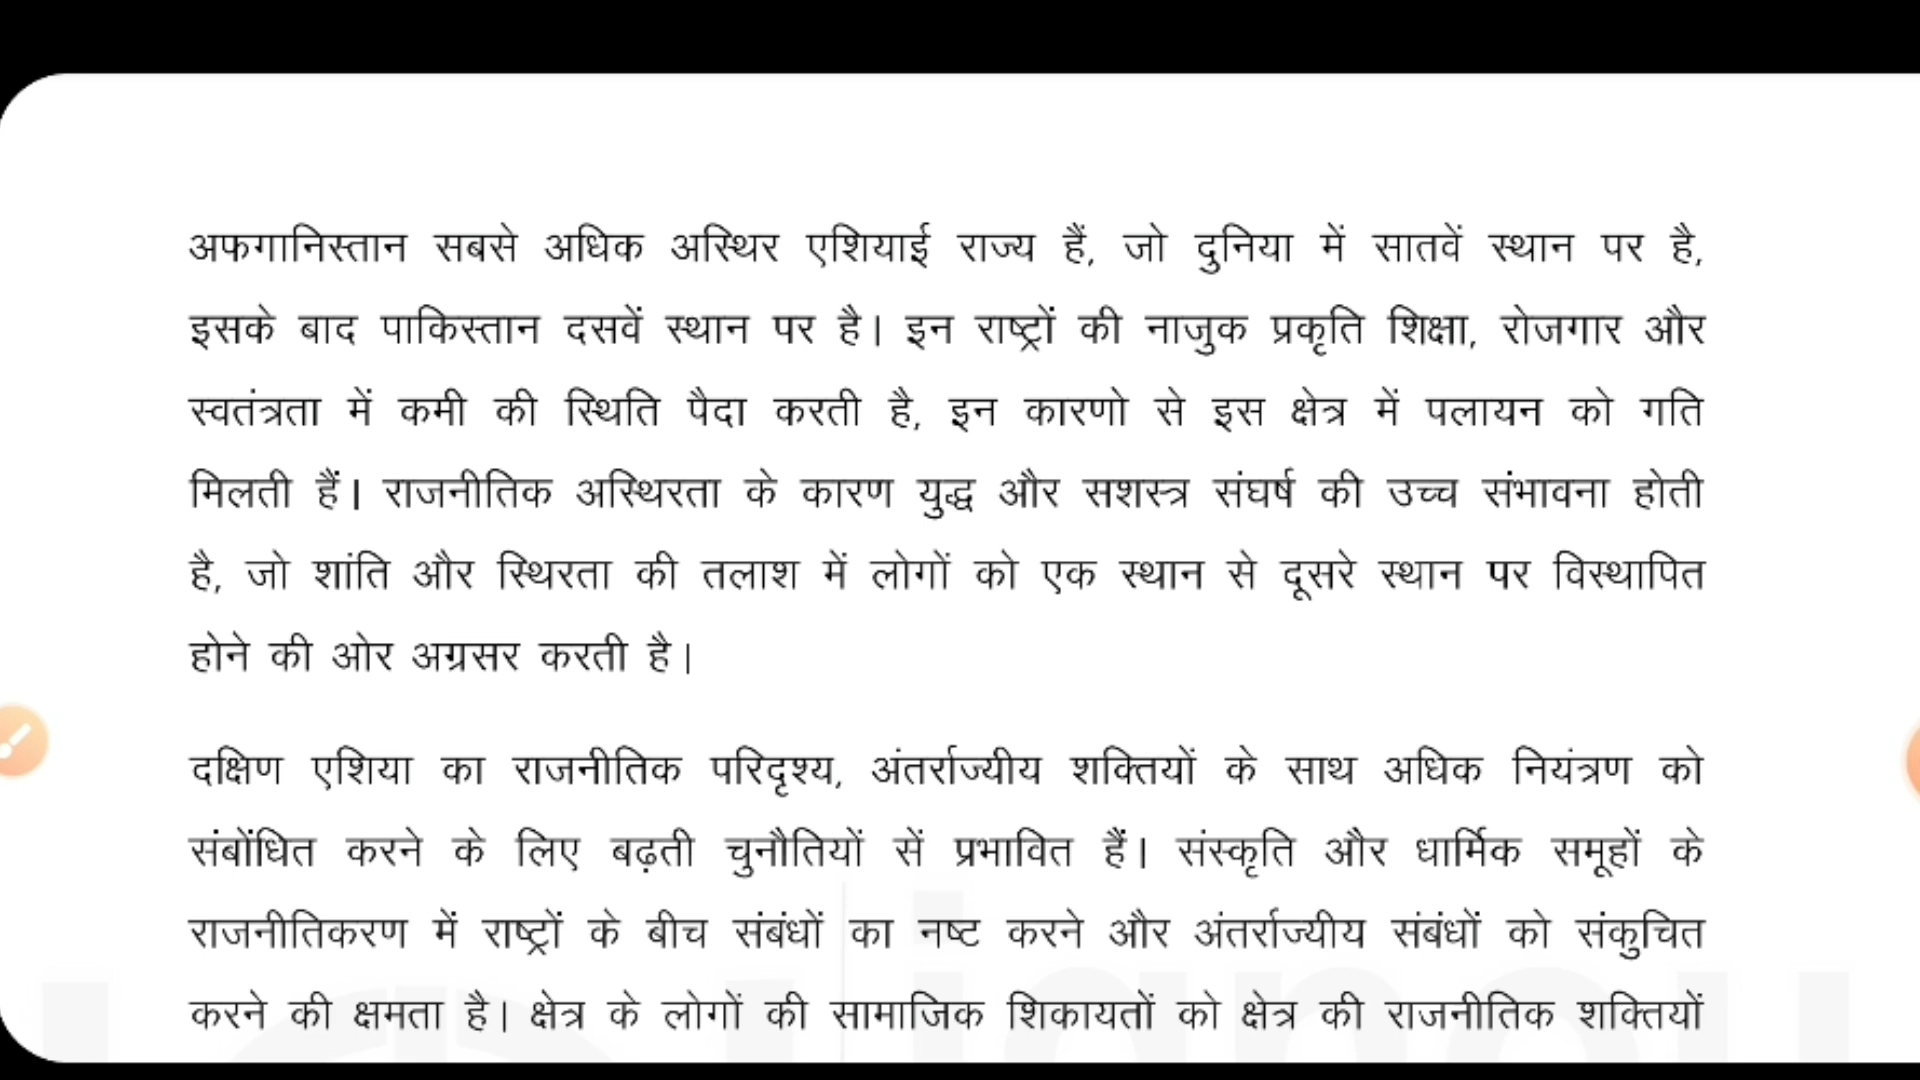 अफगानिस्तान सबसे अधिक अस्थिर एशियाई राज्य हैं, जो दुनिया में सातवें स्थान पर है,
इसके बाद पाकिस्तान दसवें स्थान पर है। इन राष्ट्रों की नाजुक प्रकृति शिक्षा, रोजगार और
स्वतंत्रता में कमी की स्थिति पैदा करती है, इन कारणो से इस क्षेत्र में पलायन को गति
मिलती हैं। राजनीतिक अस्थिरता के कारण युद्ध और सशस्त्र संघर्ष की उच्च संभावना होती
है, जो शांति और स्थिरता की तलाश में लोगों को एक स्थान से दूसरे स्थान पर विस्थापित
होने की ओर अग्रसर करती है।
दक्षिण एशिया का राजनीतिक परिदृश्य, अंतर्राज्यीय शक्तियों के साथ अधिक नियंत्रण को
संबोंधित करने के लिए बढ़ती चुनौतियों सें प्रभावित हैं। संस्कृति और धार्मिक समूहों के
राजनीतिकरण में राष्ट्रों के बीच संबंधों का नष्ट करने और अंतर्राज्यीय संबंधों को संकुचित
करने की क्षमता है। क्षेत्र के लोगों की सामाजिक शिकायतों को क्षेत्र की राजनीतिक शक्तियों